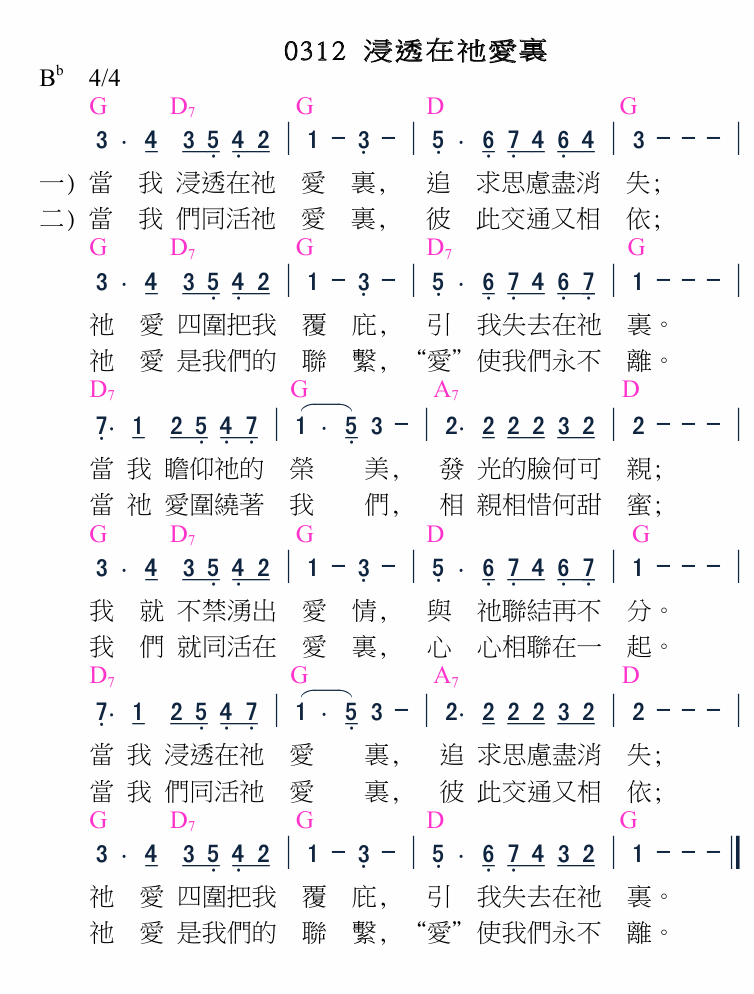 0312 浸透在祂愛裏
Bb 4/4
G D7 G D G
3 · 4 3 5 4 2 | 1 － 3 － | 5 · 6 7 4 6 4 | 3 － － － |
一) 當 我 浸透在祂 愛 裏, 追 求思慮盡消 失;
二) 當 我 們同活祂 愛 裏, 彼 此交通又相 依;
G D7 G D7 G
3 · 4 3 5 4 2 | 1 － 3 － | 5 · 6 7 4 6 7 | 1 － － － |
祂 愛 四圍把我 覆 庇, 引 我失去在祂 裏。
祂 愛 是我們的 聯 繫, “愛”使我們永不 離。
D7 G A7 D
7· 1 2 5 4 7 | 1 · 5 3 － | 2· 2 2 2 3 2 | 2 － － － |
當 我 瞻仰祂的 榮 美, 發 光的臉何可 親;
當 祂 愛圍繞著 我 們, 相 親相惜何甜 蜜;
G D7 G D G
3 · 4 3 5 4 2 | 1 － 3 － | 5 · 6 7 4 6 7 | 1 － － － |
我 就 不禁湧出 愛 情, 與 祂聯結再不 分。
我 們 就同活在 愛 裏, 心 心相聯在一 起。
D7 G A7 D
7· 1 2 5 4 7 | 1 · 5 3 － | 2· 2 2 2 3 2 | 2 － － － |
當 我 浸透在祂 愛 裏, 追 求思慮盡消 失;
當 我 們同活祂 愛 裏, 彼 此交通又相 依;
G D7 G D G
3 · 4 3 5 4 2 | 1 － 3 － | 5 · 6 7 4 3 2 | 1 － － － ‖
祂 愛 四圍把我 覆 庇, 引 我失去在祂 裏。
祂 愛 是我們的 聯 繫, “愛”使我們永不 離。